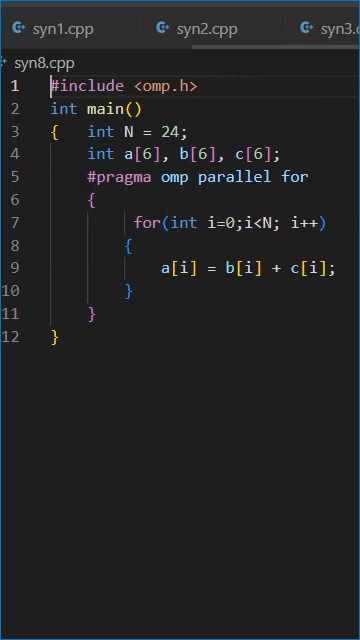 syn1.cpp syn2.cpp syn3.c
syn8.cpp
1 #include <omp.h>
2 int main()
3 { int N = 24;
4 int a[6], b[6], c[6];
5 #pragma omp parallel for
6 {
7 for(int i=0;i<N; i++)
8 {
9 a[i] = b[i] + c[i];
10 }
11 }
12 }